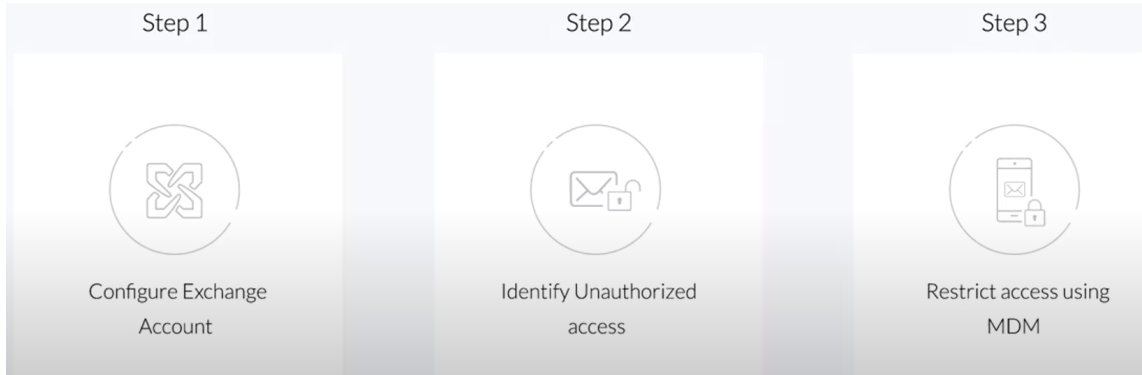 Step 1
Step 2
Step 3
Configure Exchange
Account
Identify Unauthorized
access
Restrict access using
MDM